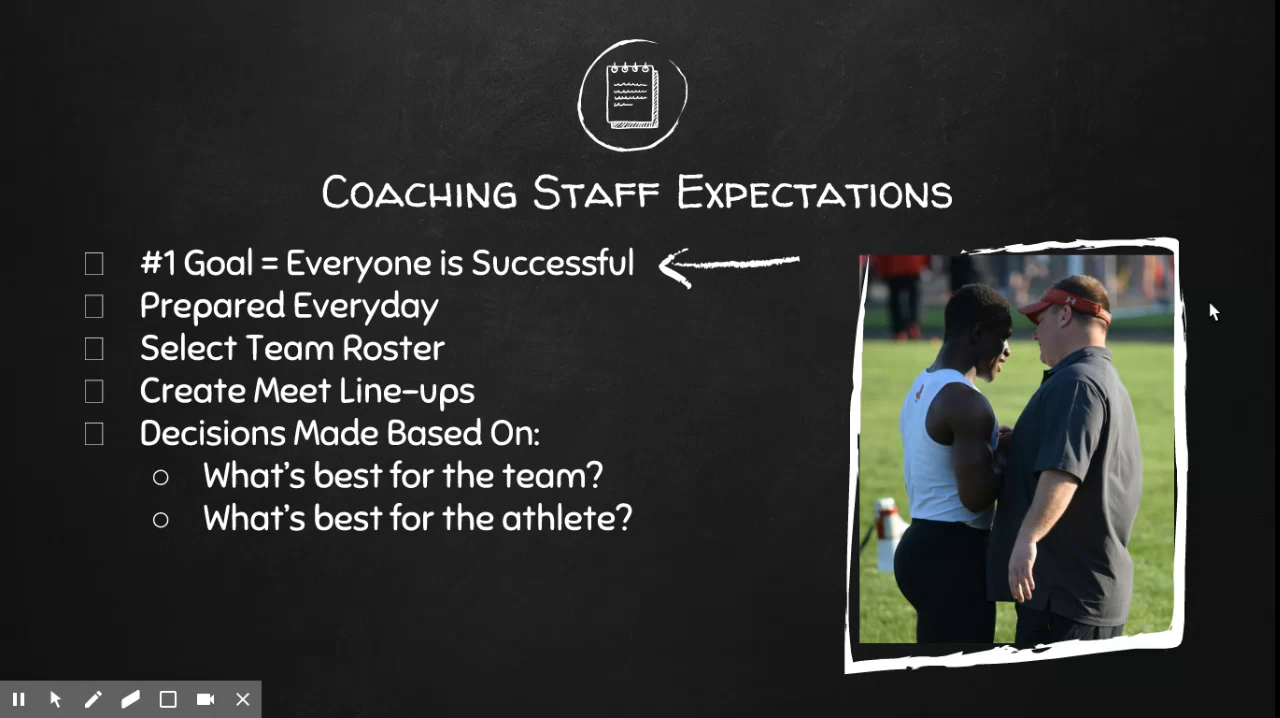 Coaching Staff Expectations
#1 Goal = Everyone is Successful
Prepared Everyday
Select Team Roster
Create Meet Line-ups
Decisions Made Based On:
What's best for the team?
What's best for the athlete?